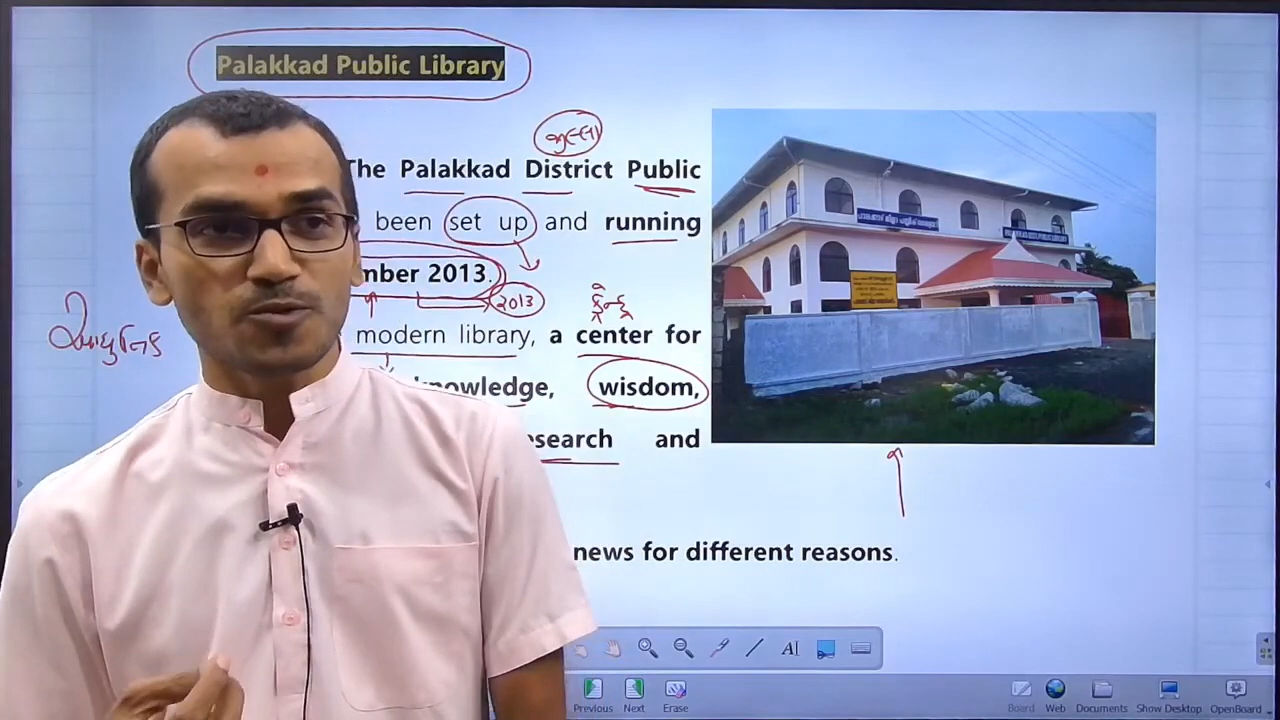 Palakkad Public Library
The Palakkad District Public
been set up and running
mber 2013.
2013
modern library, a center for
knowledge, wisdom,
search and
news for different reasons.
Previous
Next
Erase
Board
Web
Documents
Show Desktop
OpenBoard